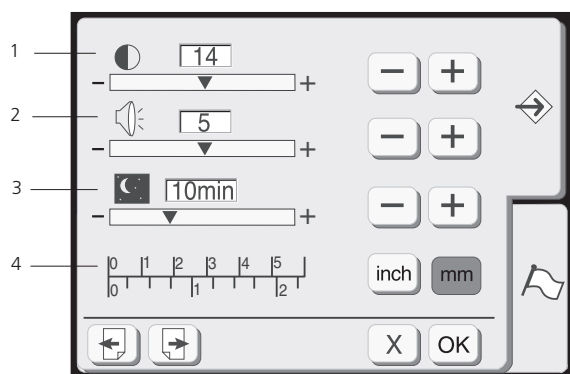 1
14
- +
- +
2
5
- +
- +
3
10min
- +
- +
4
0 1 2 3 4 5
0 1 2
inch mm
X OK